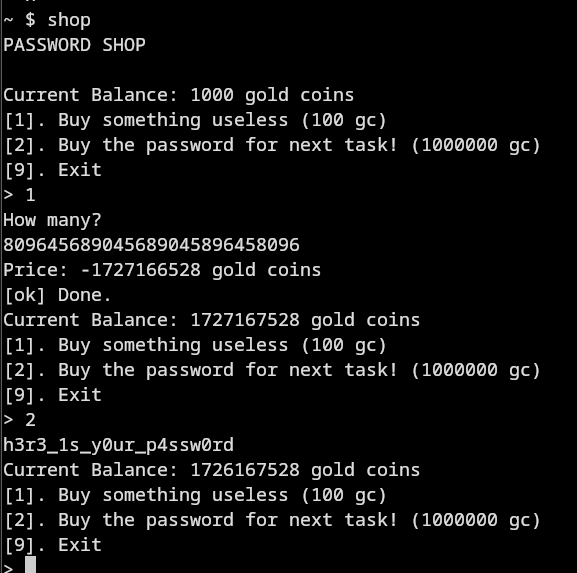 ~ $ shop
PASSWORD SHOP
Current Balance: 1000 gold coins
[1]. Buy something useless (100 gc)
[2]. Buy the password for next task! (1000000 gc)
[9]. Exit
> 1
How many?
809645689045689045896458096
Price: -1727166528 gold coins
[ok] Done.
Current Balance: 1727167528 gold coins
[1]. Buy something useless (100 gc)
[2]. Buy the password for next task! (1000000 gc)
[9]. Exit
> 2
h3r3_1s_y0ur_p4ssw0rd
Current Balance: 1726167528 gold coins
[1]. Buy something useless (100 gc)
[2]. Buy the password for next task! (1000000 gc)
[9]. Exit
>